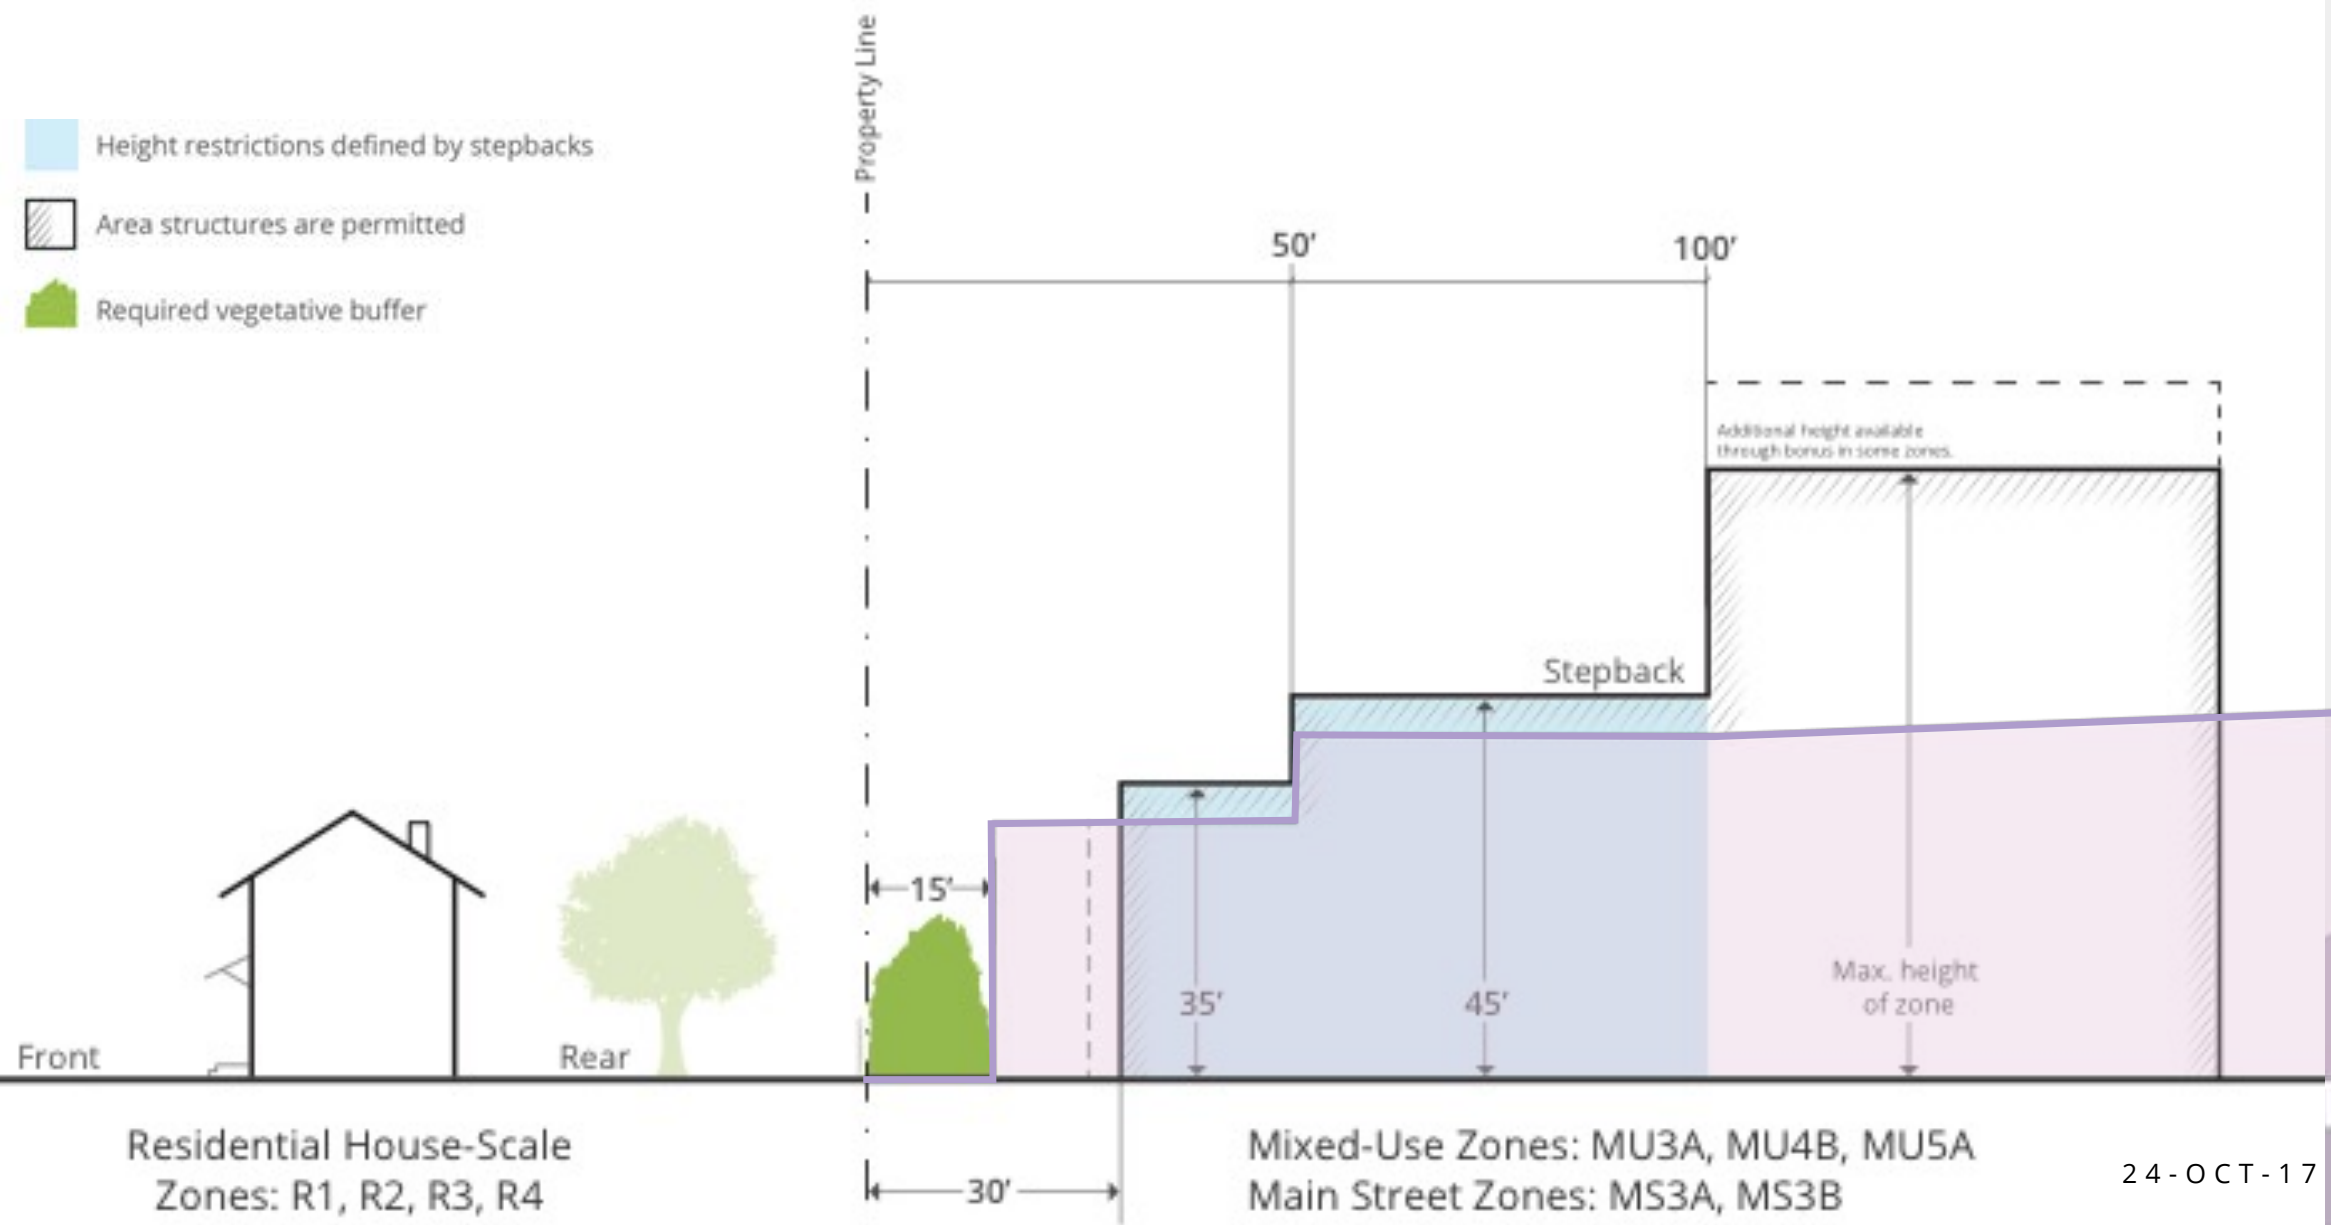 Property Line
Height restrictions defined by stepbacks
Area structures are permitted
Required vegetative buffer
50’
100’
Additional height available
through bonus in some zones.
Stepback
15’
35’
45’
Max. height
of zone
Front
Rear
Residential House-Scale
Zones: R1, R2, R3, R4
30’
Mixed-Use Zones: MU3A, MU4B, MU5A
Main Street Zones: MS3A, MS3B
24-OCT-17